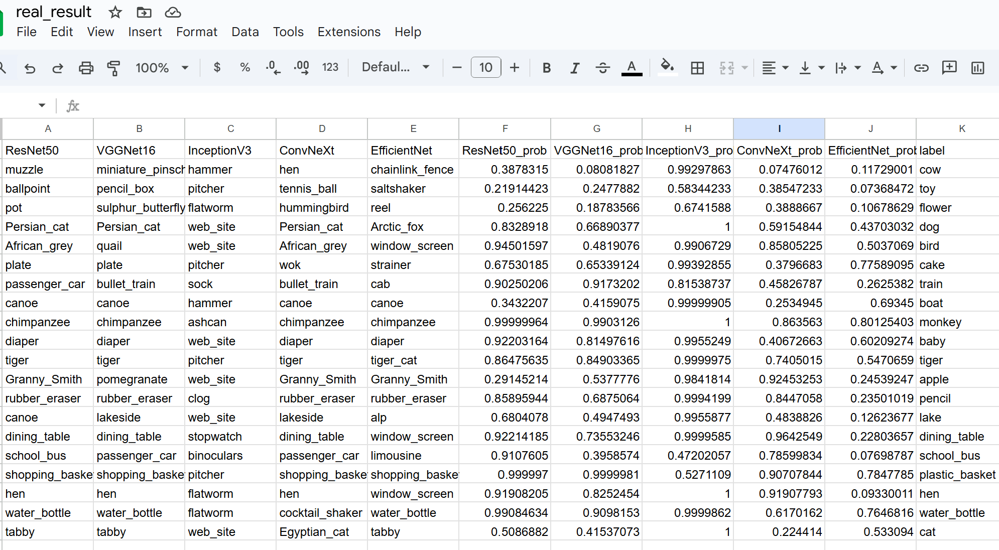 real_result
File Edit View Insert Format Data Tools Extensions Help
100% $ % .0 .00 123 Defaul... 10 B I S A A
fx
A B C D E F G H I J K
ResNet50 VGGNet16 InceptionV3 ConvNeXt EfficientNet ResNet50_prob VGGNet16_prob InceptionV3_pro ConvNeXt_prob EfficientNet_prob label
muzzle miniature_pinsch hammer hen chainlink_fence 0.3878315 0.08081827 0.99297863 0.07476012 0.11729001 cow
ballpoint pencil_box pitcher tennis_ball saltshaker 0.21914423 0.2477882 0.58344233 0.38547233 0.07368472 toy
pot sulphur_butterfly flatworm hummingbird reel 0.256225 0.18783566 0.6741588 0.3888667 0.10678629 flower
Persian_cat Persian_cat web_site Persian_cat Arctic_fox 0.8328918 0.66890377 1 0.59154844 0.43703032 dog
African_grey quail web_site African_grey window_screen 0.94501597 0.4819076 0.9906729 0.85805225 0.5037069 bird
plate plate pitcher wok strainer 0.67530185 0.65339124 0.99392855 0.3796683 0.77589095 cake
passenger_car bullet_train sock bullet_train cab 0.90250206 0.9173202 0.81538737 0.45826787 0.2625382 train
canoe canoe hammer canoe canoe 0.3432207 0.4159075 0.99999905 0.2534945 0.69345 boat
chimpanzee chimpanzee ashcan chimpanzee chimpanzee 0.99999964 0.9903126 1 0.863563 0.80125403 monkey
diaper diaper web_site diaper diaper 0.92203164 0.81497616 0.9955249 0.40672663 0.60209274 baby
tiger tiger pitcher tiger tiger_cat 0.86475635 0.84903365 0.9999975 0.7405015 0.5470659 tiger
Granny_Smith pomegranate web_site Granny_Smith Granny_Smith 0.29145214 0.5377776 0.9841814 0.92453253 0.24539247 apple
rubber_eraser rubber_eraser clog rubber_eraser rubber_eraser 0.85895944 0.6875064 0.9994199 0.8447058 0.23501019 pencil
canoe lakeside web_site lakeside alp 0.6804078 0.4947493 0.9955877 0.4838826 0.12623677 lake
dining_table dining_table stopwatch dining_table window_screen 0.92214185 0.73553246 0.9999585 0.9642549 0.22803657 dining_table
school_bus passenger_car binoculars passenger_car limousine 0.9107605 0.3958574 0.47202057 0.78599834 0.07698787 school_bus
shopping_baske shopping_baske pitcher shopping_baske shopping_baske 0.999997 0.9999981 0.5271109 0.90707844 0.7847785 plastic_basket
hen hen flatworm hen window_screen 0.91908205 0.8252454 1 0.91907793 0.09330011 hen
water_bottle water_bottle flatworm cocktail_shaker water_bottle 0.99084634 0.9098153 0.9999862 0.6170162 0.7646816 water_bottle
tabby tabby web_site Egyptian_cat tabby 0.5086882 0.41537073 1 0.224414 0.533094 cat